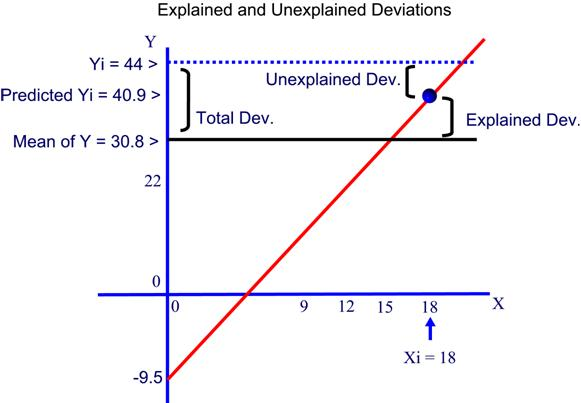 Explained and Unexplained Deviations
Y
Yi = 44 >
Unexplained Dev.
Predicted Yi = 40.9 >
Total Dev.
Explained Dev.
Mean of Y = 30.8 >
22
0
0 9 12 15 18 X
Xi = 18
-9.5